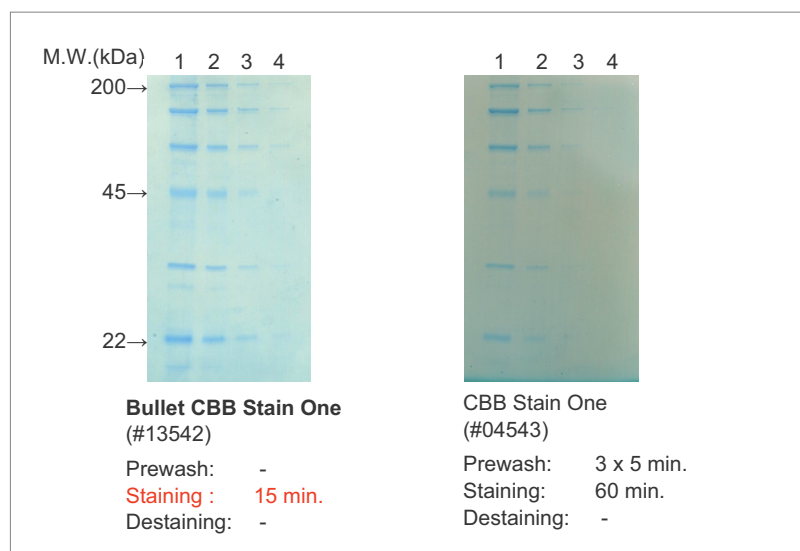 M.W.(kDa) 1 2 3 4
200→
45→
22→
Bullet CBB Stain One
(#13542)
Prewash: -
Staining : 15 min.
Destaining: -
1 2 3 4
CBB Stain One
(#04543)
Prewash: 3 x 5 min.
Staining: 60 min.
Destaining: -